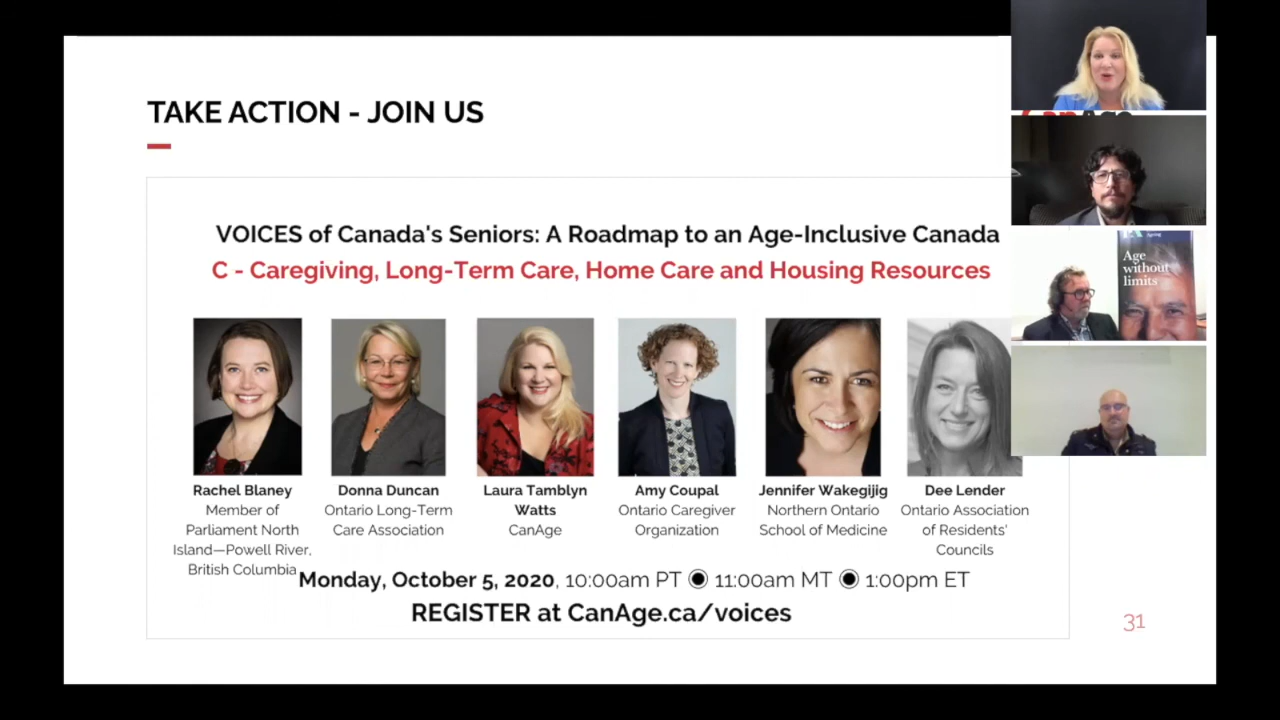 TAKE ACTION - JOIN US
VOICES of Canada's Seniors: A Roadmap to an Age-Inclusive Canada
C - Caregiving, Long-Term Care, Home Care and Housing Resources
Rachel Blaney
Member of
Parliament North
Island—Powell River,
British Columbia
Donna Duncan
Ontario Long-Term
Care Association
Laura Tamblyn
Watts
CanAge
Amy Coupal
Ontario Caregiver
Organization
Jennifer Wakegijig
Northern Ontario
School of Medicine
Dee Lender
Ontario Association
of Residents'
Councils
Monday, October 5, 2020, 10:00am PT ◉ 11:00am MT ◉ 1:00pm ET
REGISTER at CanAge.ca/voices
31
Age
without
limits